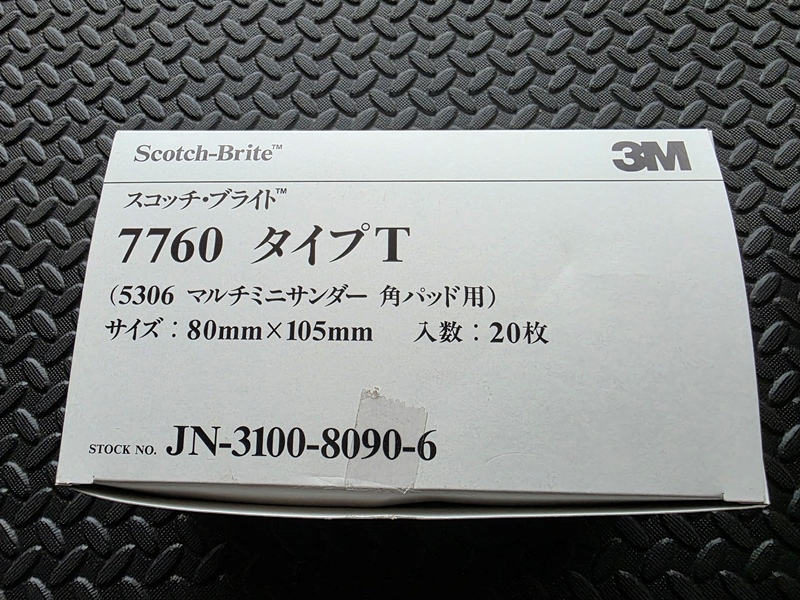 Scotch-Brite™ 3M
スコッチ・ブライト™
7760 タイプT
(5306 マルチミニサンダー 角パッド用)
サイズ：80mm×105mm 入数：20枚
STOCK NO. JN-3100-8090-6